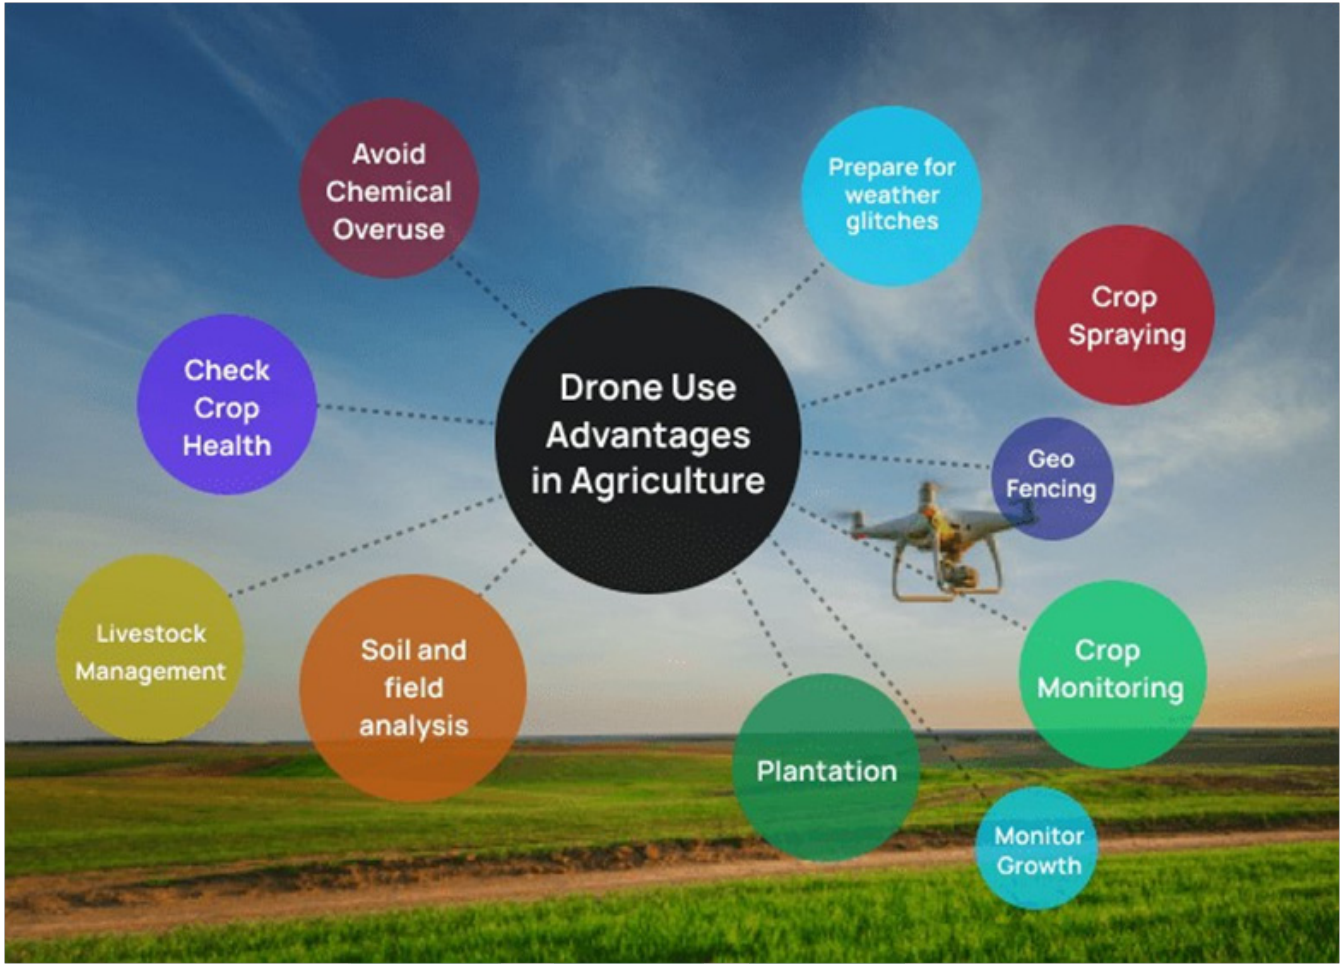 Avoid
Chemical
Overuse
Prepare for
weather
glitches
Crop
Spraying
Check
Crop
Health
Drone Use
Advantages
in Agriculture
Geo
Fencing
Livestock
Management
Soil and
field
analysis
Crop
Monitoring
Plantation
Monitor
Growth